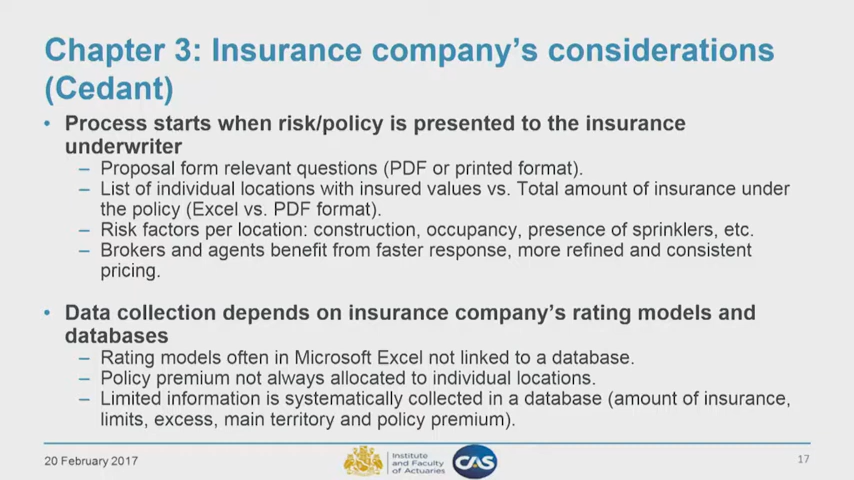 Chapter 3: Insurance company's considerations
(Cedant)
• Process starts when risk/policy is presented to the insurance
underwriter
– Proposal form relevant questions (PDF or printed format).
– List of individual locations with insured values vs. Total amount of insurance under
the policy (Excel vs. PDF format).
– Risk factors per location: construction, occupancy, presence of sprinklers, etc.
– Brokers and agents benefit from faster response, more refined and consistent
pricing.
• Data collection depends on insurance company's rating models and
databases
– Rating models often in Microsoft Excel not linked to a database.
– Policy premium not always allocated to individual locations.
– Limited information is systematically collected in a database (amount of insurance,
limits, excess, main territory and policy premium).
20 February 2017
Institute
and Faculty
of Actuaries
CAS
17